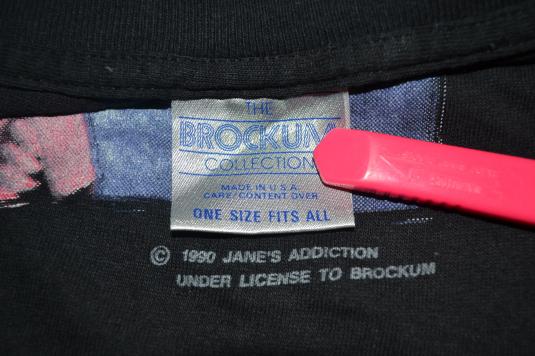 THE
BROCKUM
COLLECTION
MADE IN U.S.A.
CARE/CONTENT OVER
ONE SIZE FITS ALL
© 1990 JANE'S ADDICTION
UNDER LICENSE TO BROCKUM